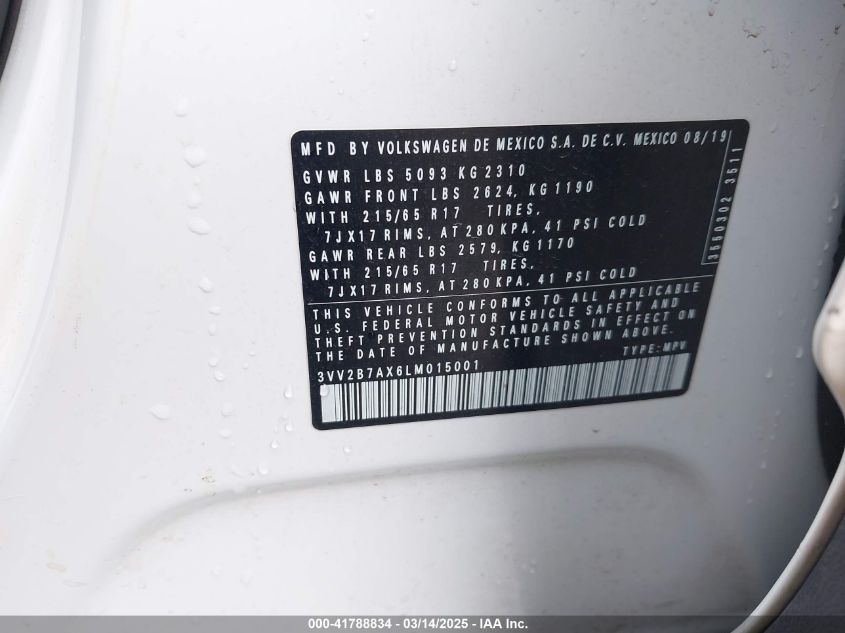 MFD BY VOLKSWAGEN DE MEXICO S.A. DE C.V. MEXICO 08/19
GVWR LBS 5093 KG 2310
GAWR FRONT LBS 2624, KG 1190
WITH 215/65 R17 TIRES,
7JX17 RIMS, AT 280 KPA, 41 PSI COLD
GAWR REAR LBS 2579, KG 1170
WITH 215/65 R17 TIRES,
7JX17 RIMS, AT 280 KPA, 41 PSI COLD
THIS VEHICLE CONFORMS TO ALL APPLICABLE
U.S. FEDERAL MOTOR VEHICLE SAFETY AND
THEFT PREVENTION STANDARDS IN EFFECT ON
THE DATE OF MANUFACTURE SHOWN ABOVE.
3VV2B7AX6LM015001 TYPE: MPV
3650302 3511
000-41788834 - 03/14/2025 - IAA Inc.